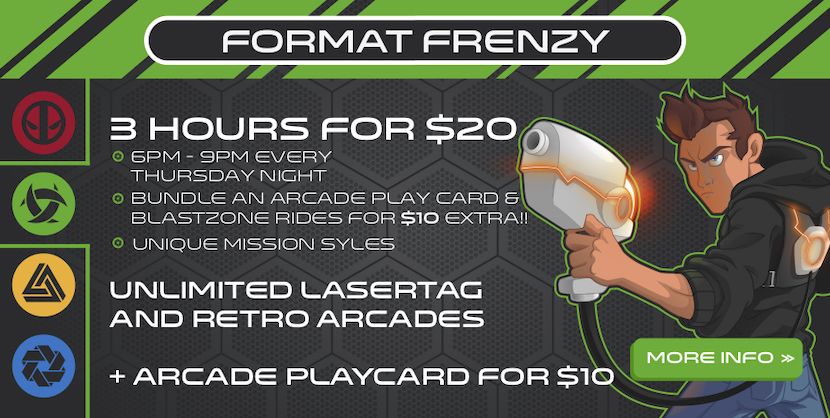 FORMAT FRENZY
3 HOURS FOR $20
6PM - 9PM EVERY
THURSDAY NIGHT
BUNDLE AN ARCADE PLAY CARD &
BLASTZONE RIDES FOR $10 EXTRA!!
UNIQUE MISSION SYLES
UNLIMITED LASERTAG
AND RETRO ARCADES
+ ARCADE PLAYCARD FOR $10
MORE INFO »